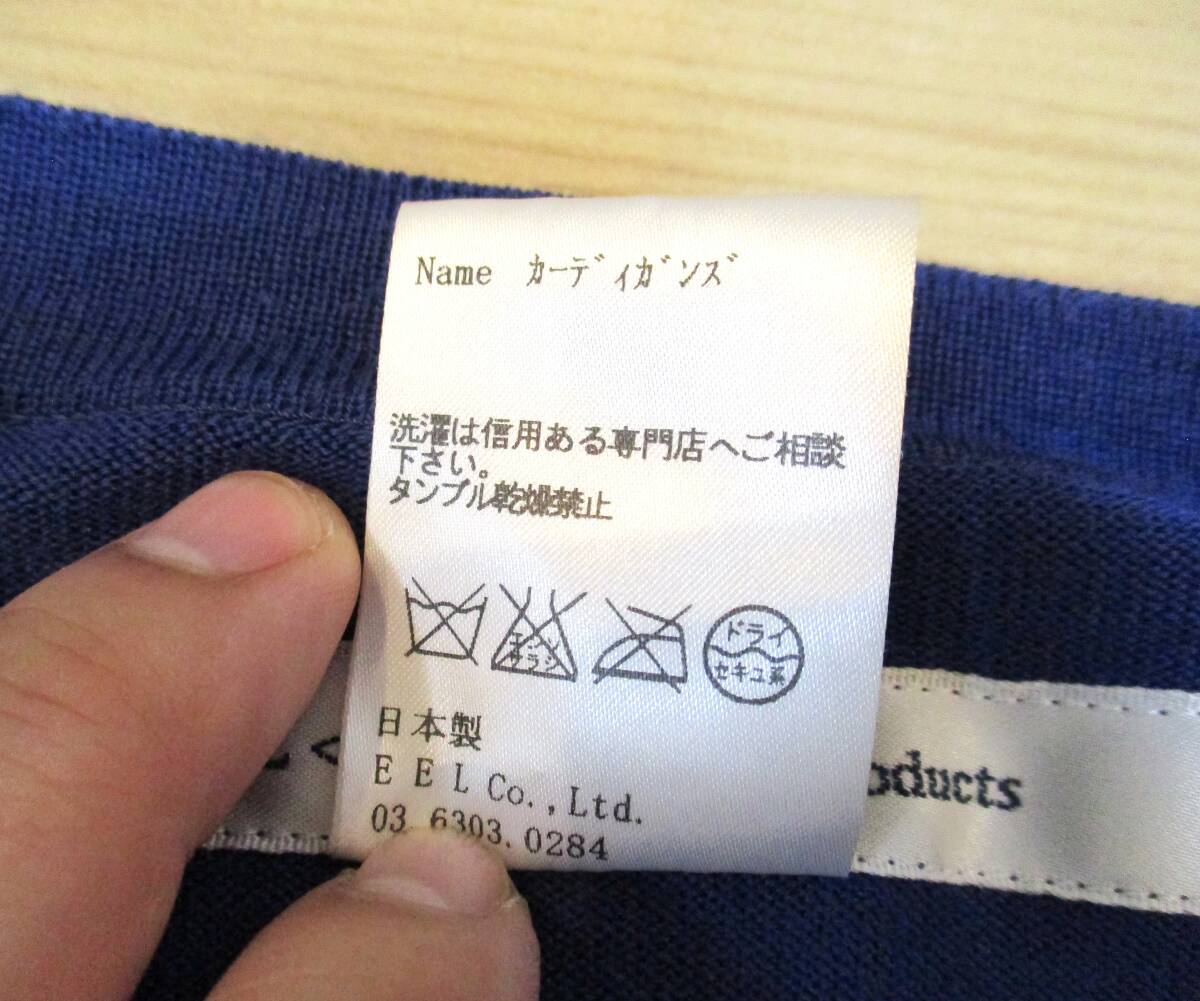 Name カーディガンズ
洗濯は信用ある専門店へご相談
下さい。
タンブル乾燥禁止
エンソ
サラシ
ドライ
セキユ系
日本製
EEL Co.,Ltd.
03.6303.0284
oducts